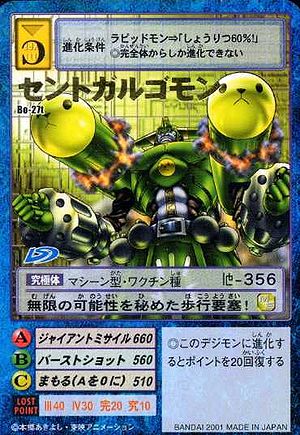 進化条件
ラピッドモン⇒「しょうりつ60%!」
◎完全体からしか進化できない
セントガルゴモン
Bo-27t
究極体 マシーン型・ワクチン種 -356
無限の可能性を秘めた歩行要塞!
A ジャイアントミサイル 660
B バーストショット 560
C まもる(Aを0に) 510
LOST POINT Ⅲ40 Ⅳ30 完20 究10
◎このデジモンに進化す
るとポイントを20回復する
©本郷あきよし・東映アニメーション
BANDAI 2001 MADE IN JAPAN